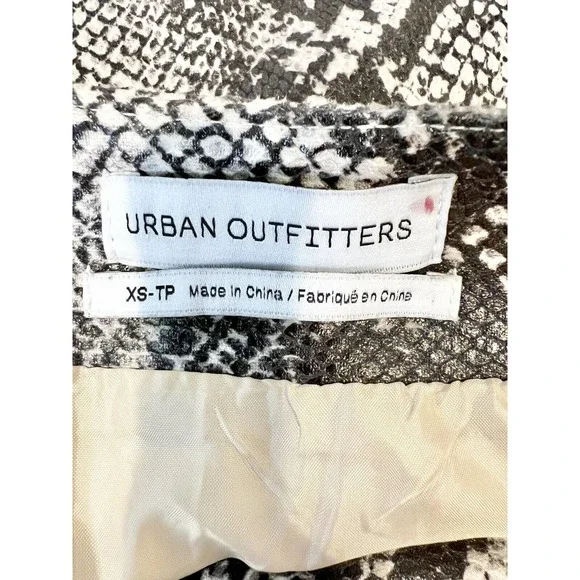 URBAN OUTFITTERS
XS-TP Made in China / Fabriqué en Chine